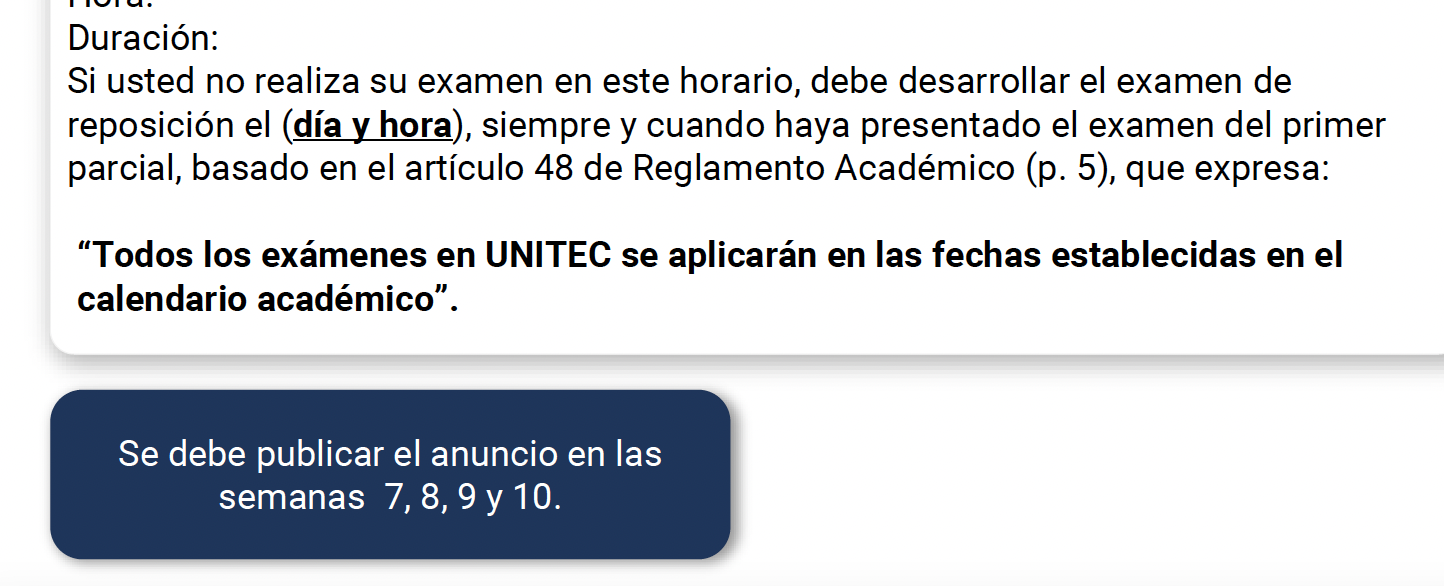 Hora:
Duración:
Si usted no realiza su examen en este horario, debe desarrollar el examen de
reposición el (día y hora), siempre y cuando haya presentado el examen del primer
parcial, basado en el artículo 48 de Reglamento Académico (p. 5), que expresa:
“Todos los exámenes en UNITEC se aplicarán en las fechas establecidas en el
calendario académico”.
Se debe publicar el anuncio en las
semanas 7, 8, 9 y 10.